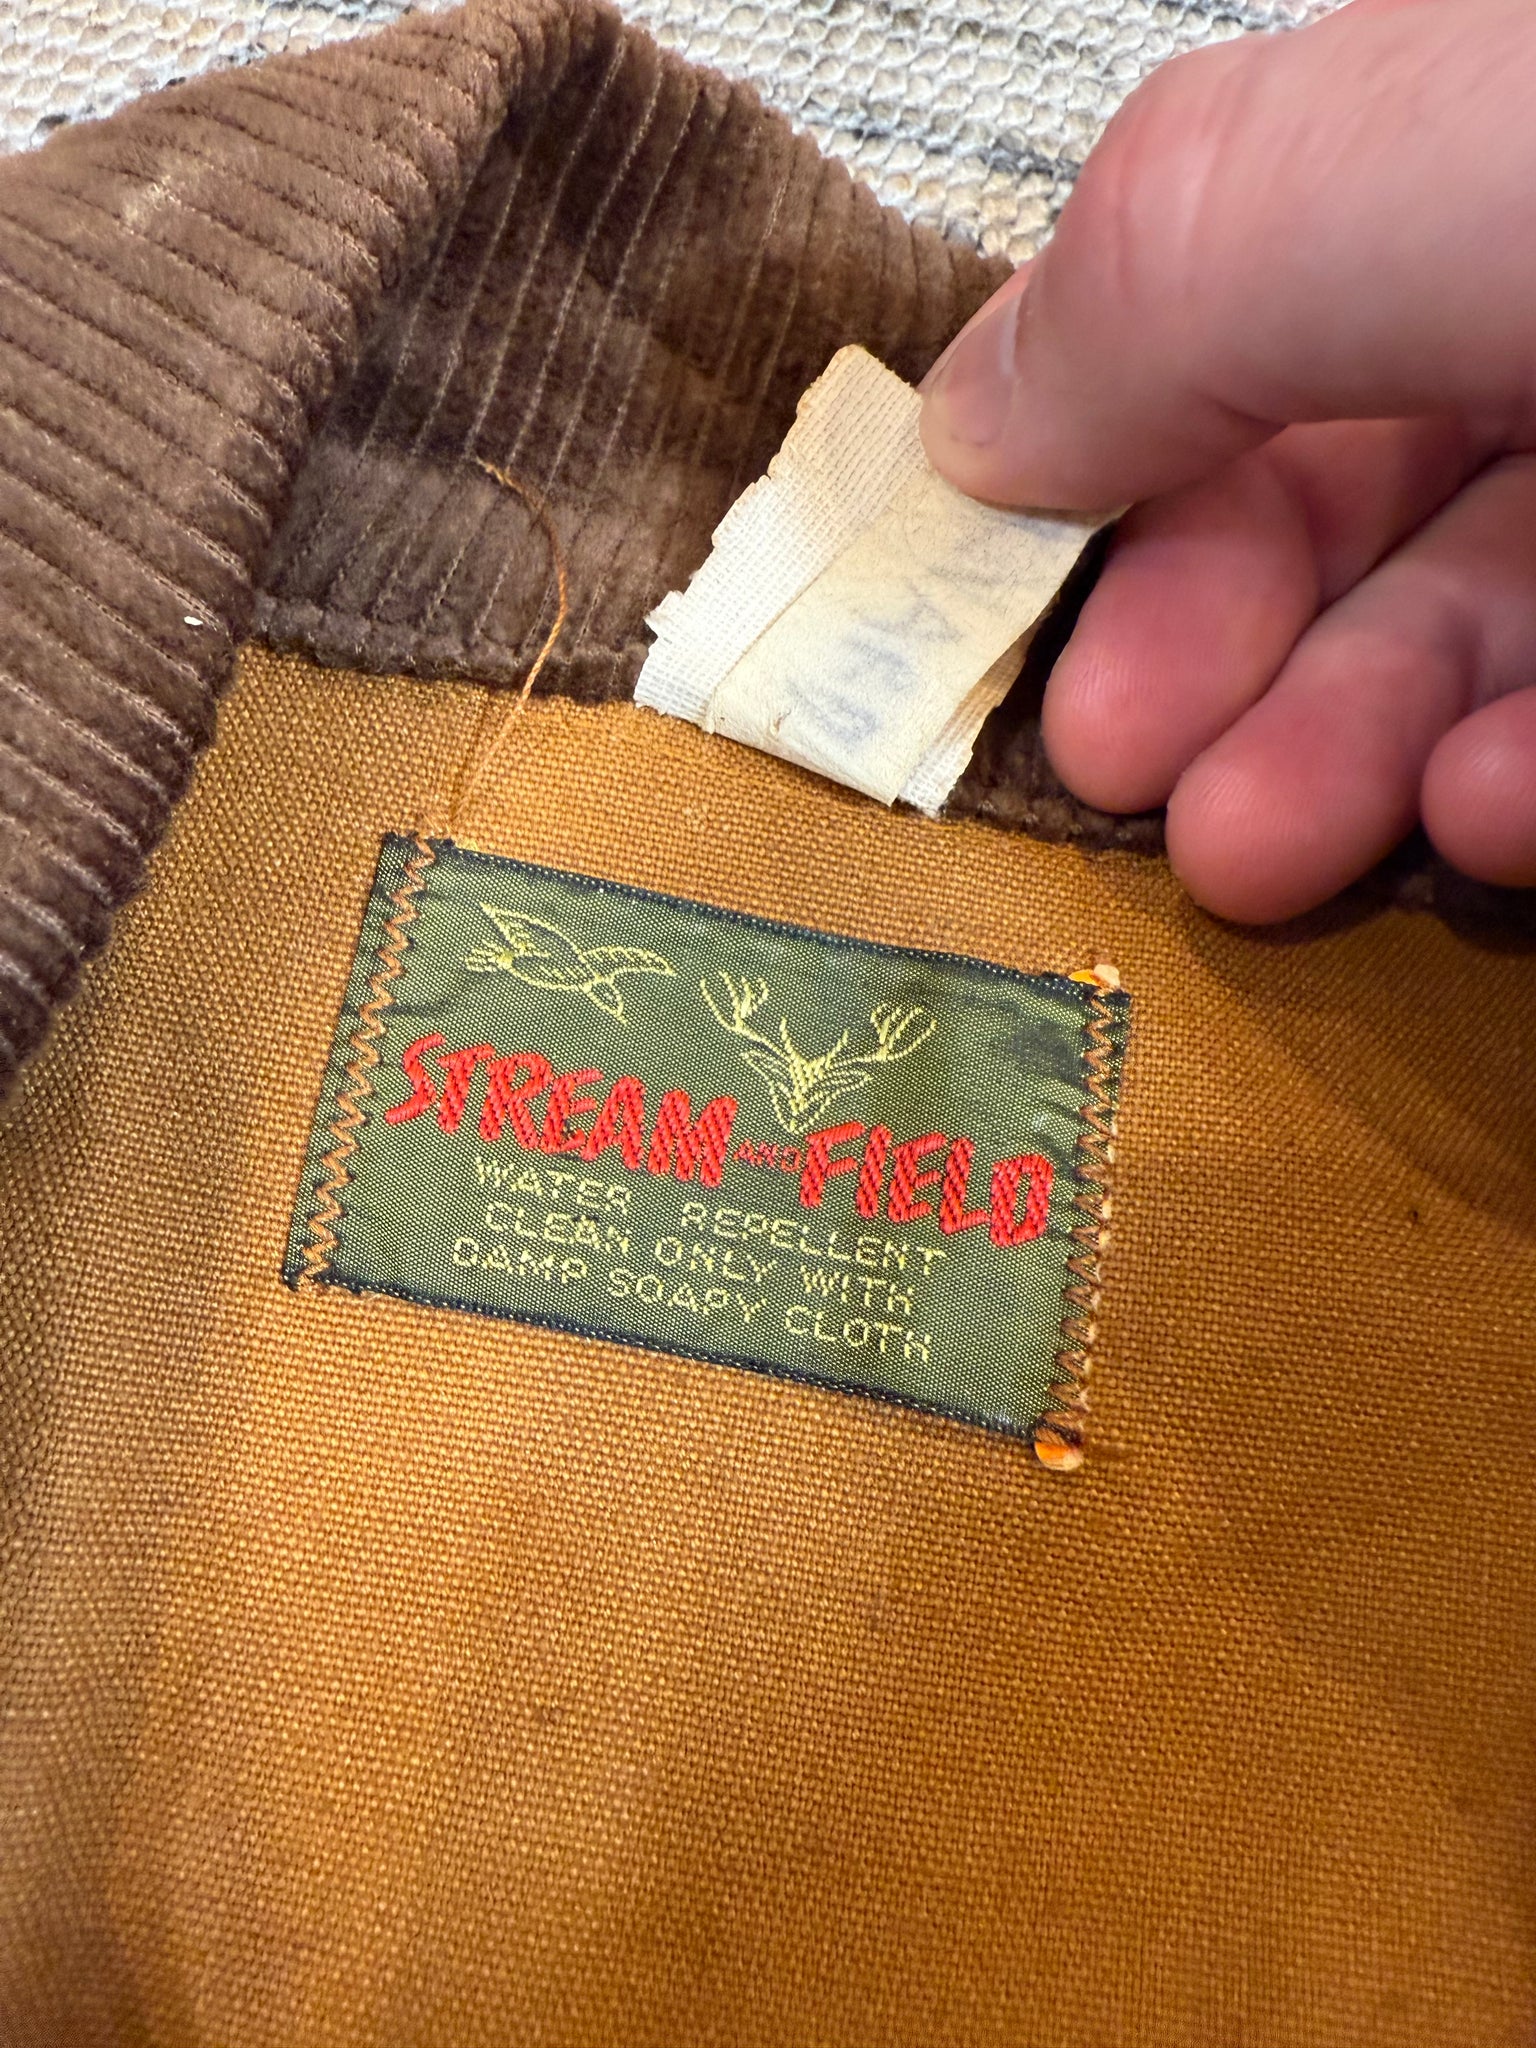 STREAM AND FIELD
WATER REPELLENT
CLEAN ONLY WITH
DAMP SOAPY CLOTH